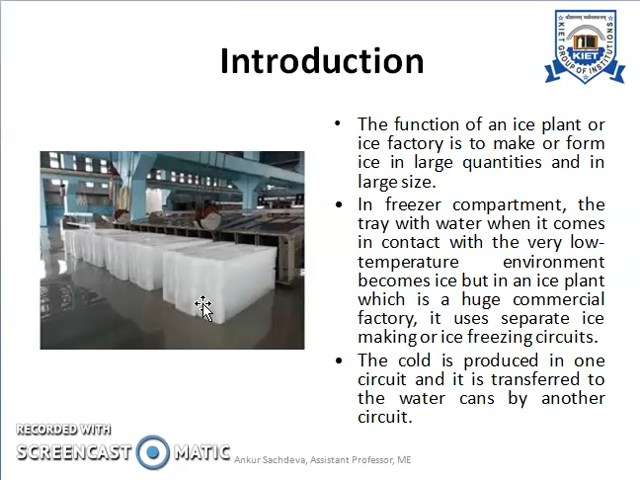 Introduction
KIET
KIET GROUP OF INSTITUTIONS
• The function of an ice plant or
ice factory is to make or form
ice in large quantities and in
large size.
• In freezer compartment, the
tray with water when it comes
in contact with the very low-
temperature environment
becomes ice but in an ice plant
which is a huge commercial
factory, it uses separate ice
making or ice freezing circuits.
• The cold is produced in one
circuit and it is transferred to
the water cans by another
circuit.
RECORDED WITH
SCREENCAST MATIC
Ankur Sachdeva, Assistant Professor, ME